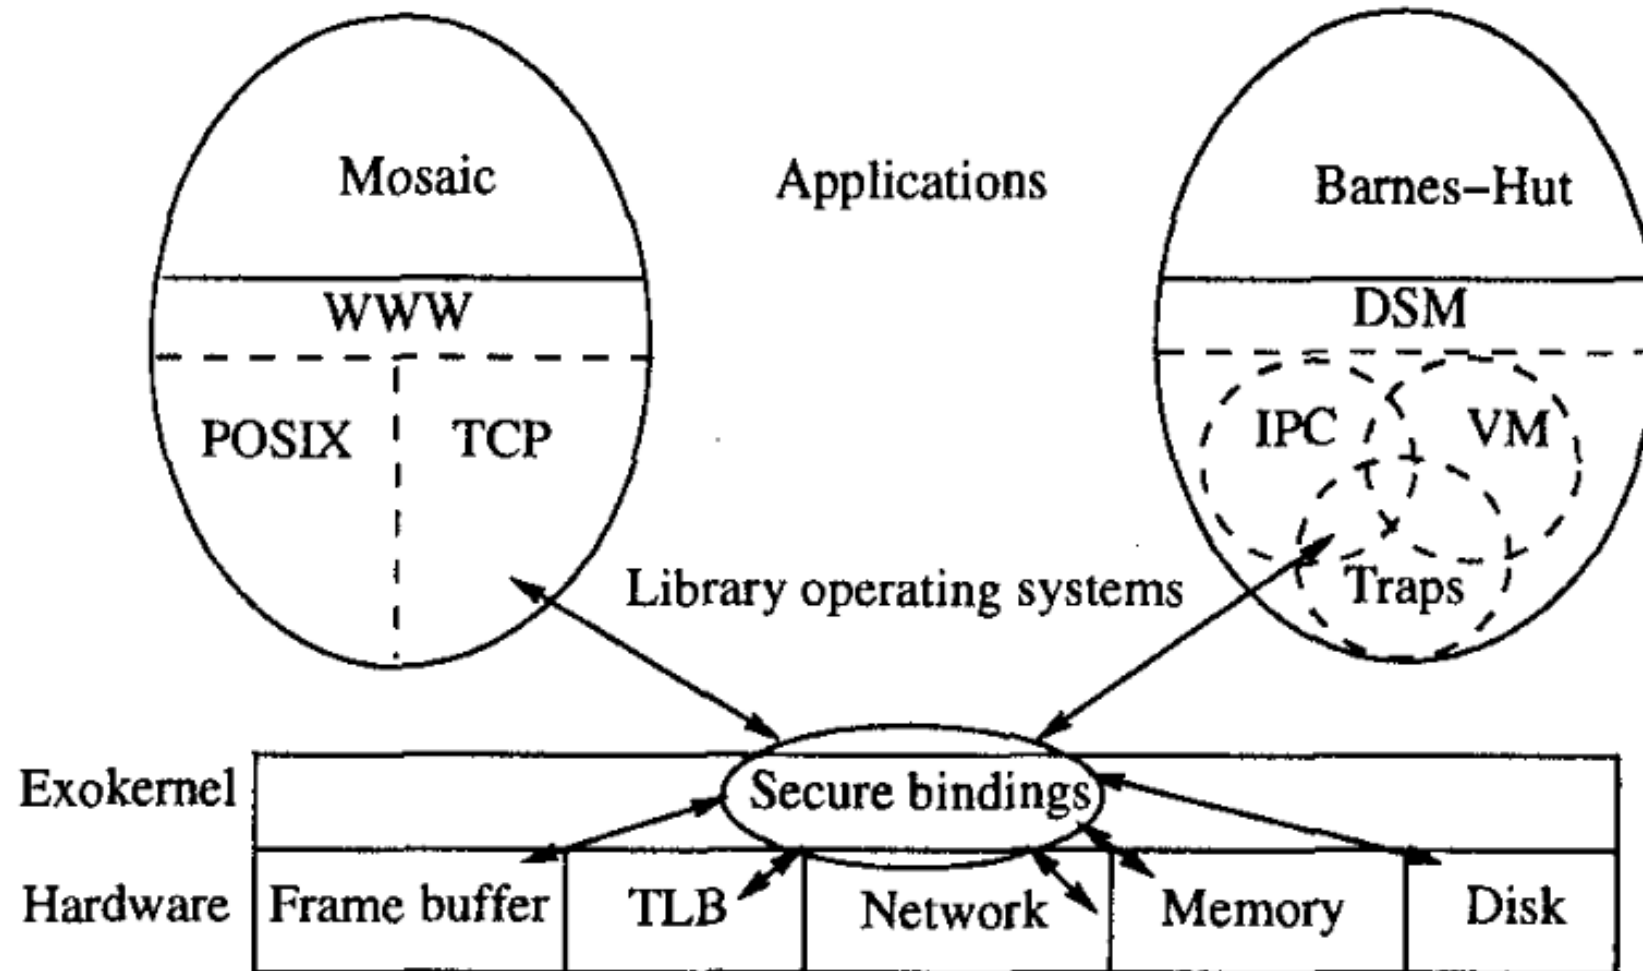 Mosaic
Applications
Barnes–Hut
WWW
DSM
POSIX
TCP
IPC
VM
Library operating systems
Traps
Exokernel
Secure bindings
Hardware
Frame buffer
TLB
Network
Memory
Disk